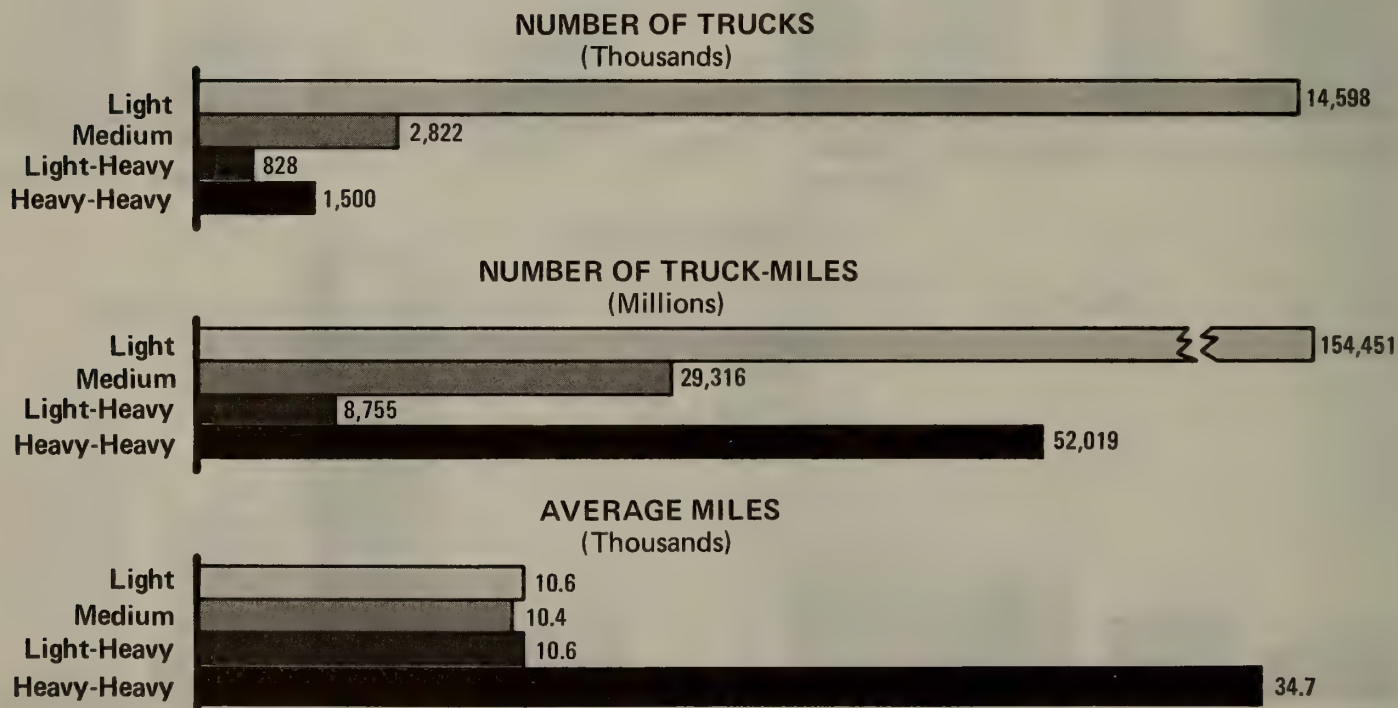 NUMBER OF TRUCKS
(Thousands)
Light 14,598
Medium 2,822
Light-Heavy 828
Heavy-Heavy 1,500
NUMBER OF TRUCK-MILES
(Millions)
Light 154,451
Medium 29,316
Light-Heavy 8,755
Heavy-Heavy 52,019
AVERAGE MILES
(Thousands)
Light 10.6
Medium 10.4
Light-Heavy 10.6
Heavy-Heavy 34.7